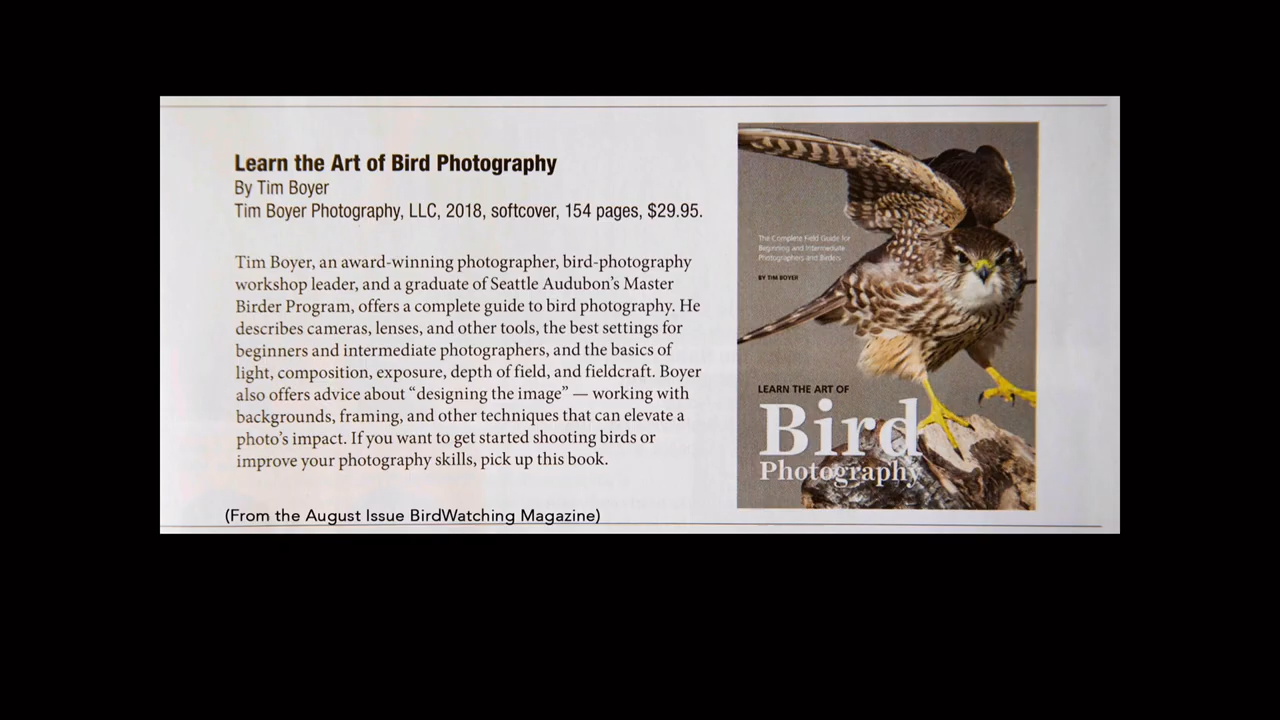 Learn the Art of Bird Photography
By Tim Boyer
Tim Boyer Photography, LLC, 2018, softcover, 154 pages, $29.95.
Tim Boyer, an award-winning photographer, bird-photography
workshop leader, and a graduate of Seattle Audubon’s Master
Birder Program, offers a complete guide to bird photography. He
describes cameras, lenses, and other tools, the best settings for
beginners and intermediate photographers, and the basics of
light, composition, exposure, depth of field, and fieldcraft. Boyer
also offers advice about “designing the image” — working with
backgrounds, framing, and other techniques that can elevate a
photo’s impact. If you want to get started shooting birds or
improve your photography skills, pick up this book.
(From the August Issue BirdWatching Magazine)
The Complete Field Guide for
Beginning and Intermediate
Photographers and Birders
BY TIM BOYER
LEARN THE ART OF
Bird
Photography